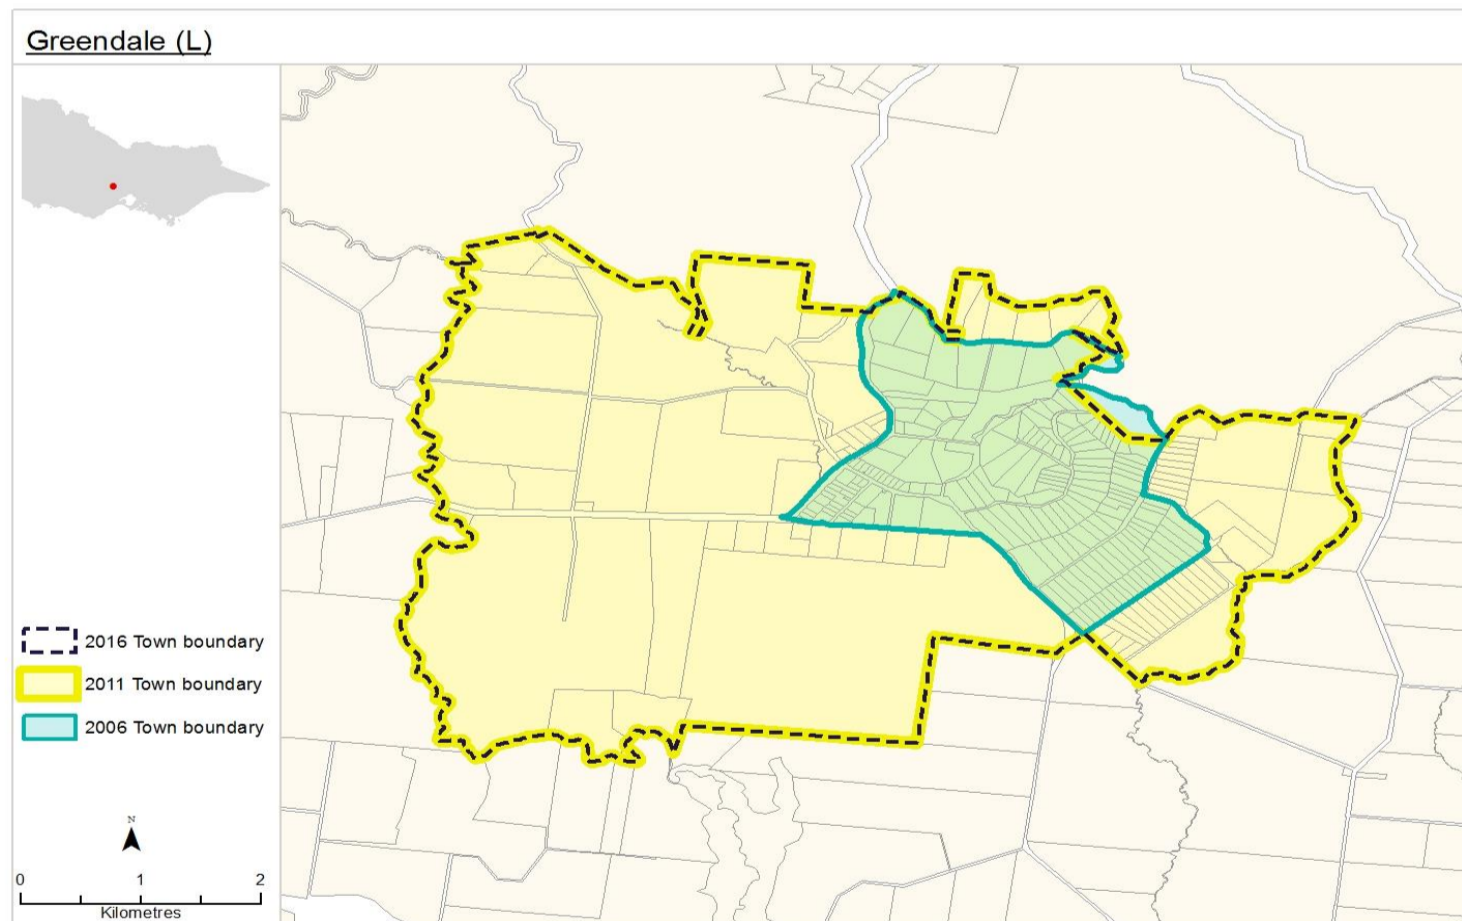 Greendale (L)
2016 Town boundary
2011 Town boundary
2006 Town boundary
N
0 1 2
Kilometres